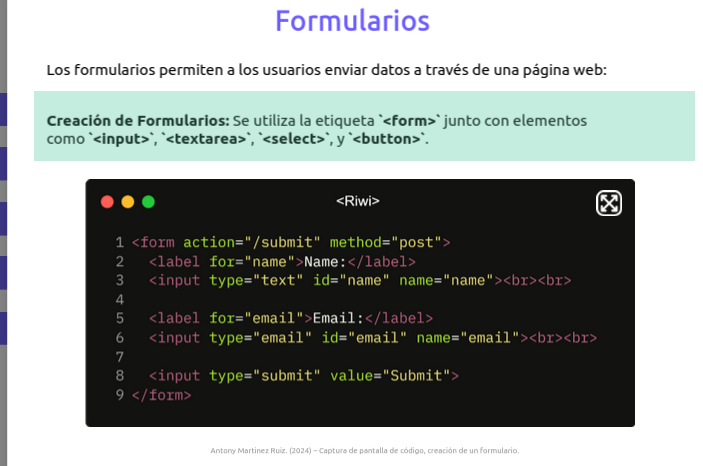 Formularios
Los formularios permiten a los usuarios enviar datos a través de una página web:
Creación de Formularios: Se utiliza la etiqueta `<form>` junto con elementos
como `<input>`, `<textarea>`, `<select>`, y `<button>`.
<Riwi>
1 <form action="/submit" method="post">
2   <label for="name">Name:</label>
3   <input type="text" id="name" name="name"><br><br>
4
5   <label for="email">Email:</label>
6   <input type="email" id="email" name="email"><br><br>
7
8   <input type="submit" value="Submit">
9 </form>
Antony Martinez Ruiz. (2024) – Captura de pantalla de código, creación de un formulario.